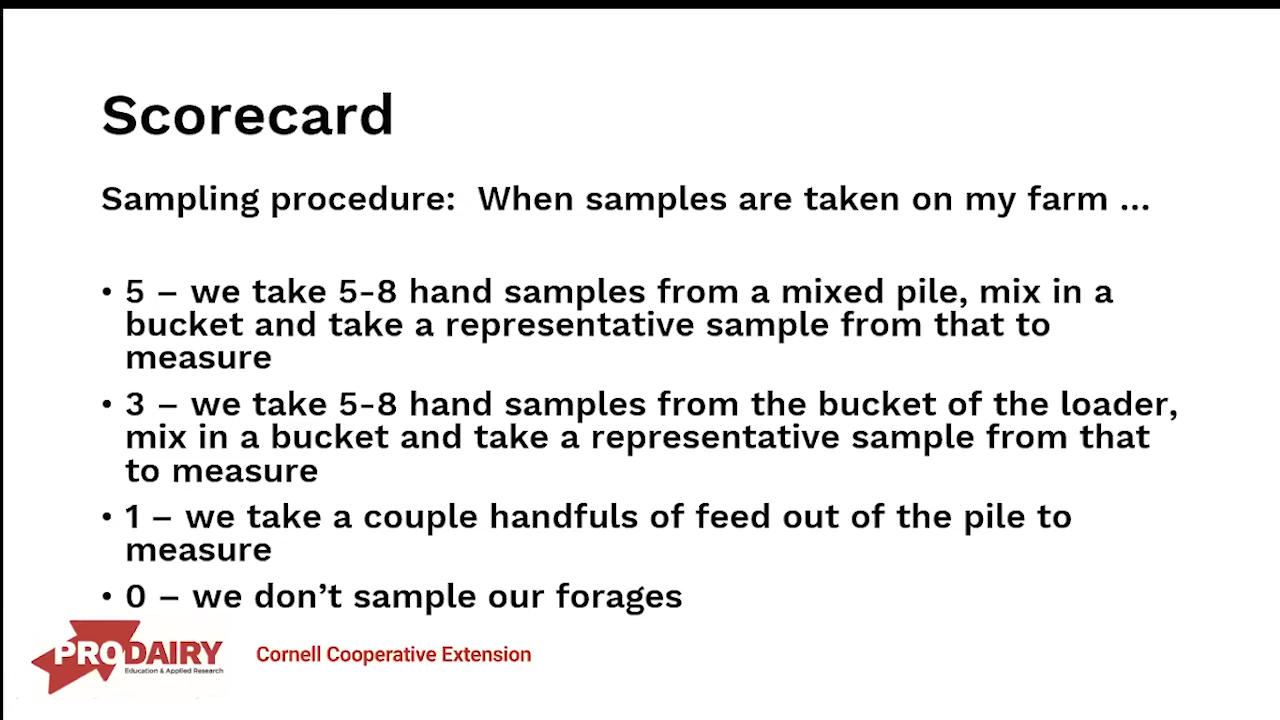 Scorecard
Sampling procedure:  When samples are taken on my farm ...
• 5 – we take 5-8 hand samples from a mixed pile, mix in a
bucket and take a representative sample from that to
measure
• 3 – we take 5-8 hand samples from the bucket of the loader,
mix in a bucket and take a representative sample from that
to measure
• 1 – we take a couple handfuls of feed out of the pile to
measure
• 0 – we don’t sample our forages
PRODAIRY
Education & Applied Research
Cornell Cooperative Extension